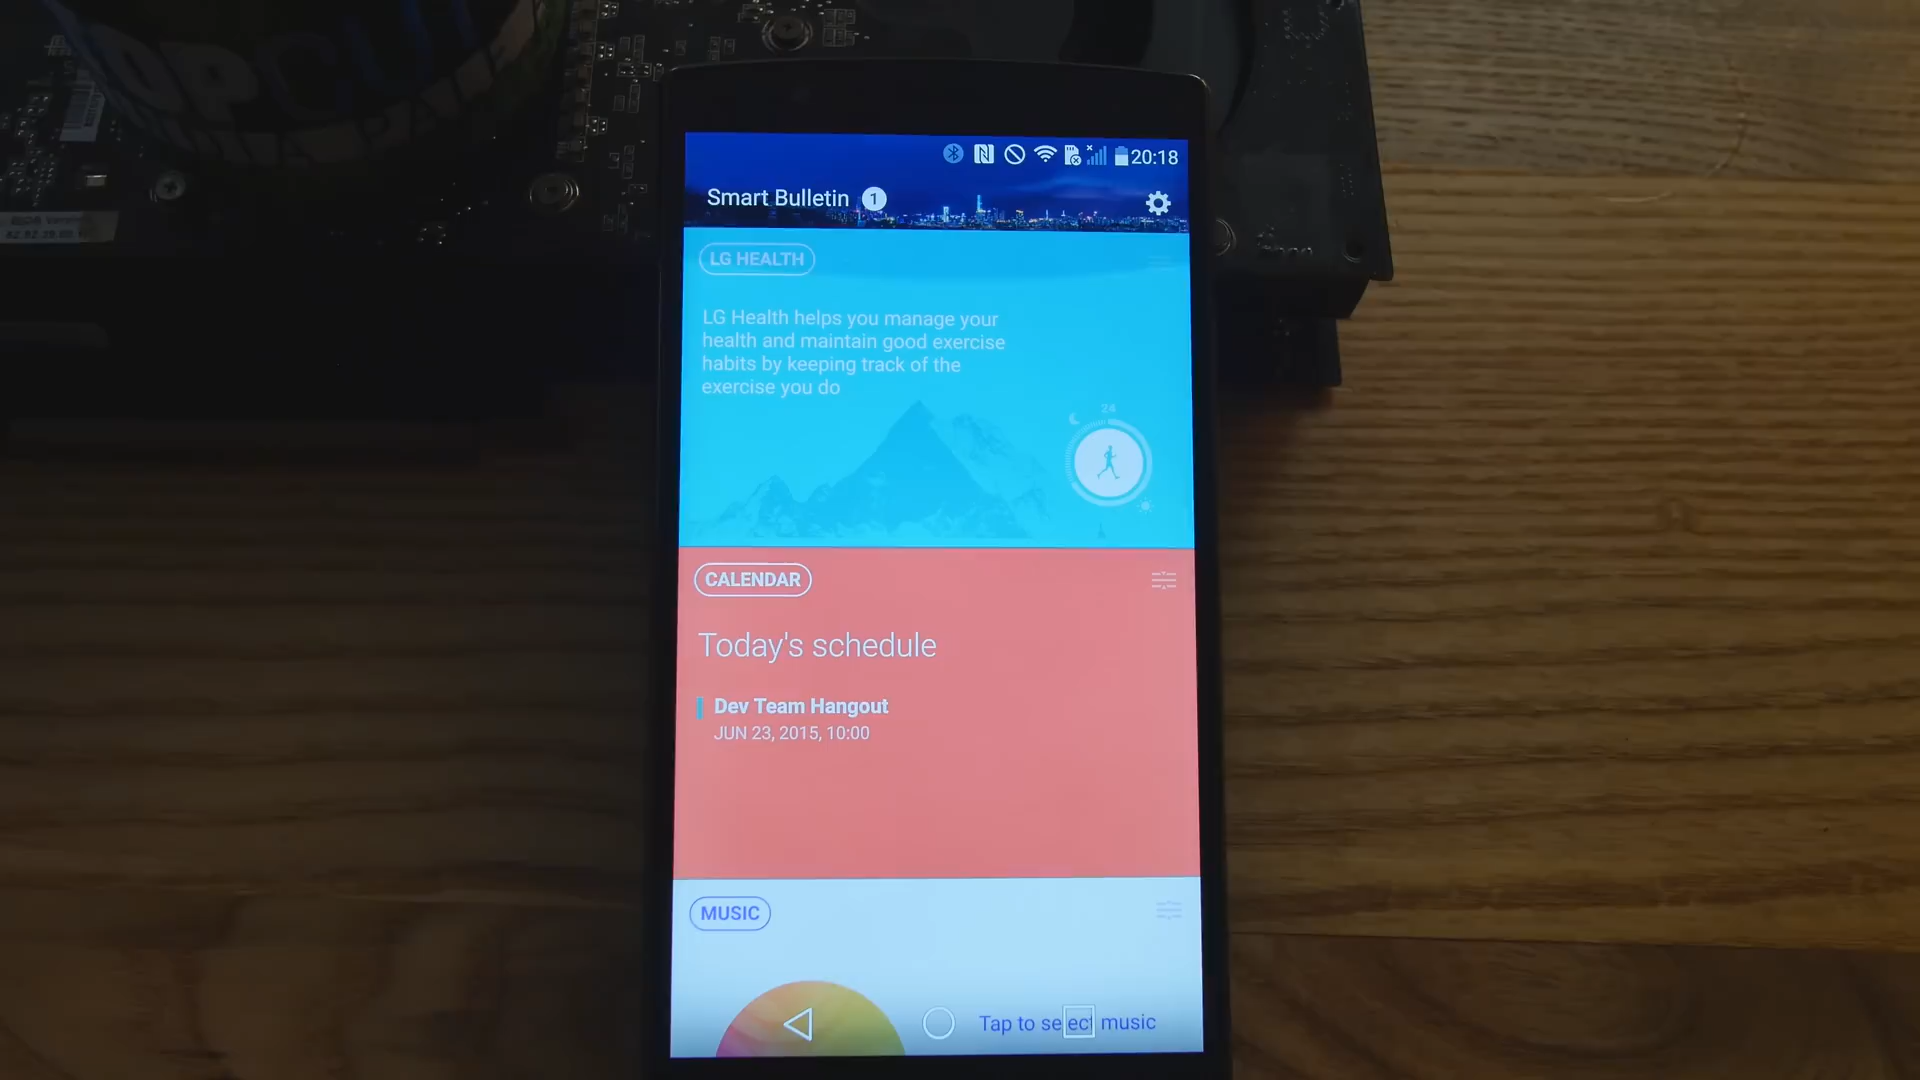 20:18
Smart Bulletin 1
LG HEALTH
LG Health helps you manage your
health and maintain good exercise
habits by keeping track of the
exercise you do
24
CALENDAR
Today's schedule
Dev Team Hangout
JUN 23, 2015, 10:00
MUSIC
Tap to select music